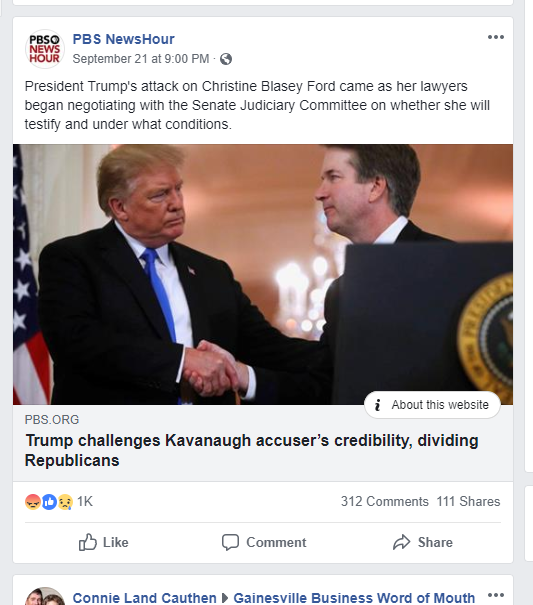 PBS
NEWS
HOUR
PBS NewsHour
September 21 at 9:00 PM ·
President Trump's attack on Christine Blasey Ford came as her lawyers
began negotiating with the Senate Judiciary Committee on whether she will
testify and under what conditions.
i About this website
PBS.ORG
Trump challenges Kavanaugh accuser's credibility, dividing
Republicans
1K
312 Comments 111 Shares
Like Comment Share
Connie Land Cauthen Gainesville Business Word of Mouth